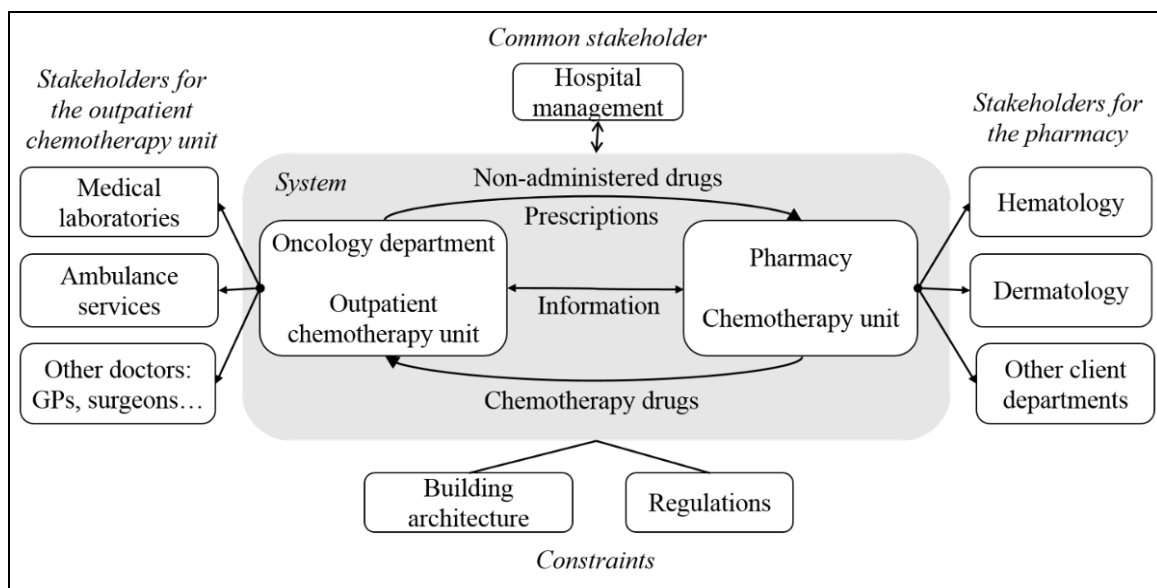 Common stakeholder
Hospital
management
Stakeholders for
the outpatient
chemotherapy unit
Medical
laboratories
Ambulance
services
Other doctors:
GPs, surgeons…
System
Non-administered drugs
Prescriptions
Oncology department
Outpatient
chemotherapy unit
Information
Pharmacy
Chemotherapy unit
Chemotherapy drugs
Stakeholders for
the pharmacy
Hematology
Dermatology
Other client
departments
Building
architecture
Regulations
Constraints